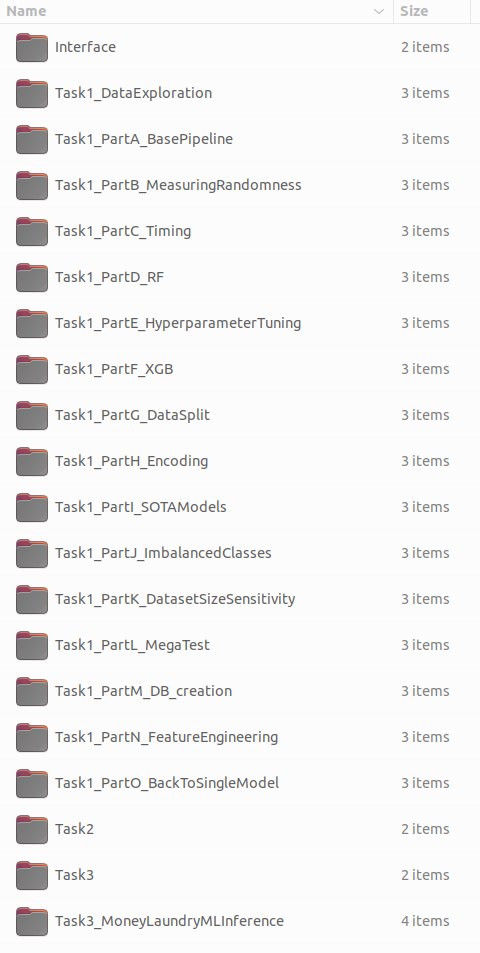 Name Size
Interface 2 items
Task1_DataExploration 3 items
Task1_PartA_BasePipeline 3 items
Task1_PartB_MeasuringRandomness 3 items
Task1_PartC_Timing 3 items
Task1_PartD_RF 3 items
Task1_PartE_HyperparameterTuning 3 items
Task1_PartF_XGB 3 items
Task1_PartG_DataSplit 3 items
Task1_PartH_Encoding 3 items
Task1_PartI_SOTAModels 3 items
Task1_PartJ_ImbalancedClasses 3 items
Task1_PartK_DatasetSizeSensitivity 3 items
Task1_PartL_MegaTest 3 items
Task1_PartM_DB_creation 3 items
Task1_PartN_FeatureEngineering 3 items
Task1_PartO_BackToSingleModel 3 items
Task2 2 items
Task3 2 items
Task3_MoneyLaundryMLInference 4 items